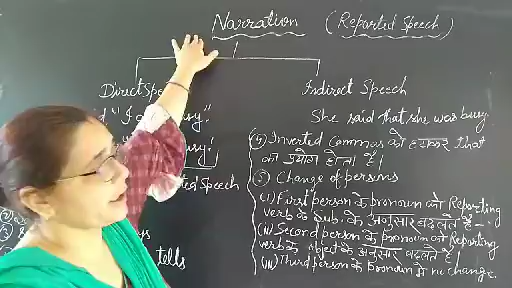 Narration (Reported Speech)
Direct Spe
Indirect Speech
"I a busy."
She said that she was busy.
④ Inverted Commas को हटाकर that
का प्रयोग होता है।
⑤ Change of persons
(i) First person के pronoun को Reporting
verb के Sub. के अनुसार बदलते हैं -
(ii) Second person के pronoun को Reporting
verb के object के अनुसार बदलते हैं।
(iii) Third person के pronoun में no change.
ted Speech
tells